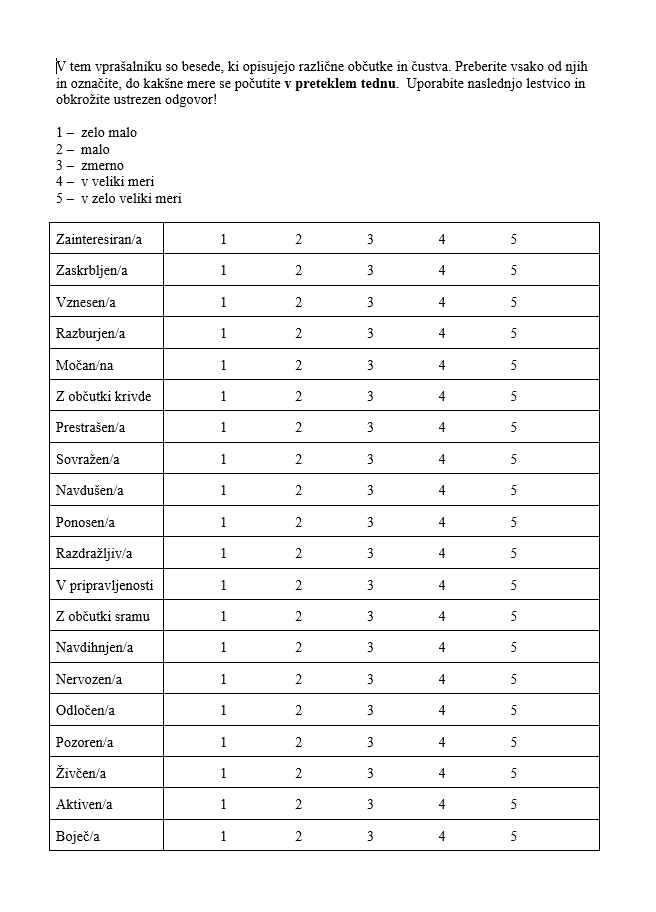 V tem vprašalniku so besede, ki opisujejo različne občutke in čustva. Preberite vsako od njih
in označite, do kakšne mere se počutite v preteklem tednu.  Uporabite naslednjo lestvico in
obkrožite ustrezen odgovor!
1 –  zelo malo
2 –  malo
3 –  zmerno
4 –  v veliki meri
5 –  v zelo veliki meri
Zainteresiran/a 1 2 3 4 5
Zaskrbljen/a 1 2 3 4 5
Vznesen/a 1 2 3 4 5
Razburjen/a 1 2 3 4 5
Močan/na 1 2 3 4 5
Z občutki krivde 1 2 3 4 5
Prestrašen/a 1 2 3 4 5
Sovražen/a 1 2 3 4 5
Navdušen/a 1 2 3 4 5
Ponosen/a 1 2 3 4 5
Razdražljiv/a 1 2 3 4 5
V pripravljenosti 1 2 3 4 5
Z občutki sramu 1 2 3 4 5
Navdihnjen/a 1 2 3 4 5
Nervozen/a 1 2 3 4 5
Odločen/a 1 2 3 4 5
Pozoren/a 1 2 3 4 5
Živčen/a 1 2 3 4 5
Aktiven/a 1 2 3 4 5
Boječ/a 1 2 3 4 5